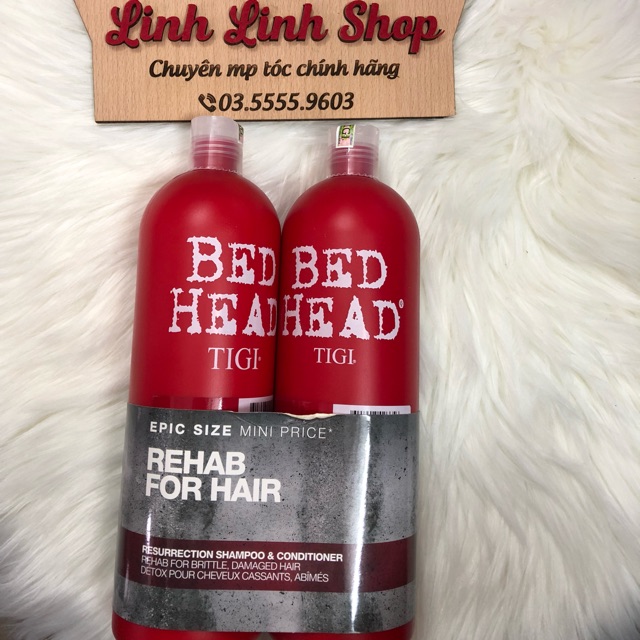 Linh Linh Shop
Chuyên mp tóc chính hãng
03.5555.9603
BED
HEAD
TIGI
BED
HEAD®
TIGI
EPIC SIZE MINI PRICE*
REHAB
FOR HAIR
RESURRECTION SHAMPOO & CONDITIONER
REHAB FOR BRITTLE, DAMAGED HAIR
DÉTOX POUR CHEVEUX CASSANTS, ABÎMÉS